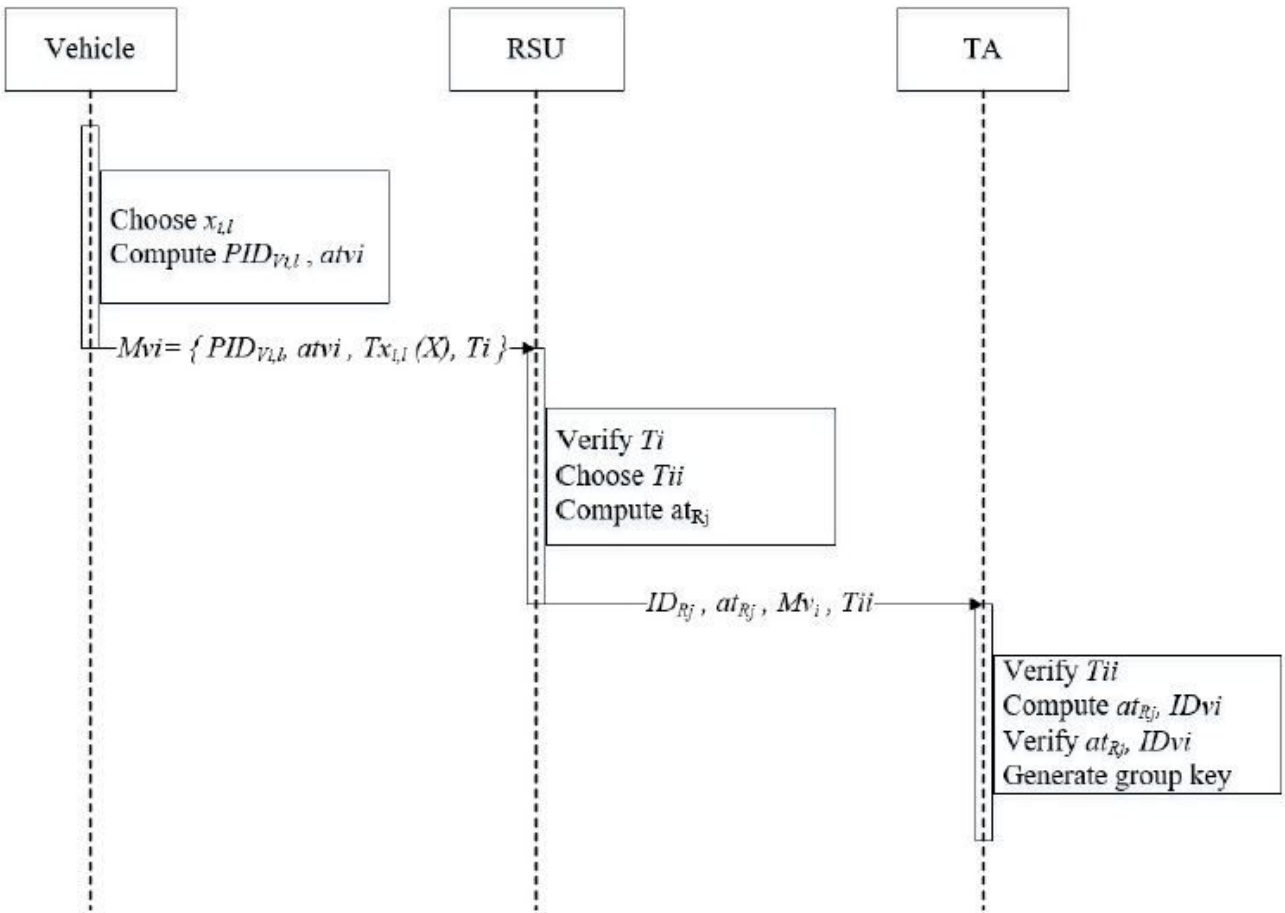 Vehicle
RSU
TA
Choose x_{i,l}
Compute PID_{Vi,l} , atvi
Mvi= { PID_{Vi,l}, atvi , Tx_{i,l} (X), Ti }
Verify Ti
Choose Tii
Compute at_{Rj}
ID_{Rj} , at_{Rj} , Mv_i , Tii
Verify Tii
Compute at_{Rj}, IDvi
Verify at_{Rj}, IDvi
Generate group key